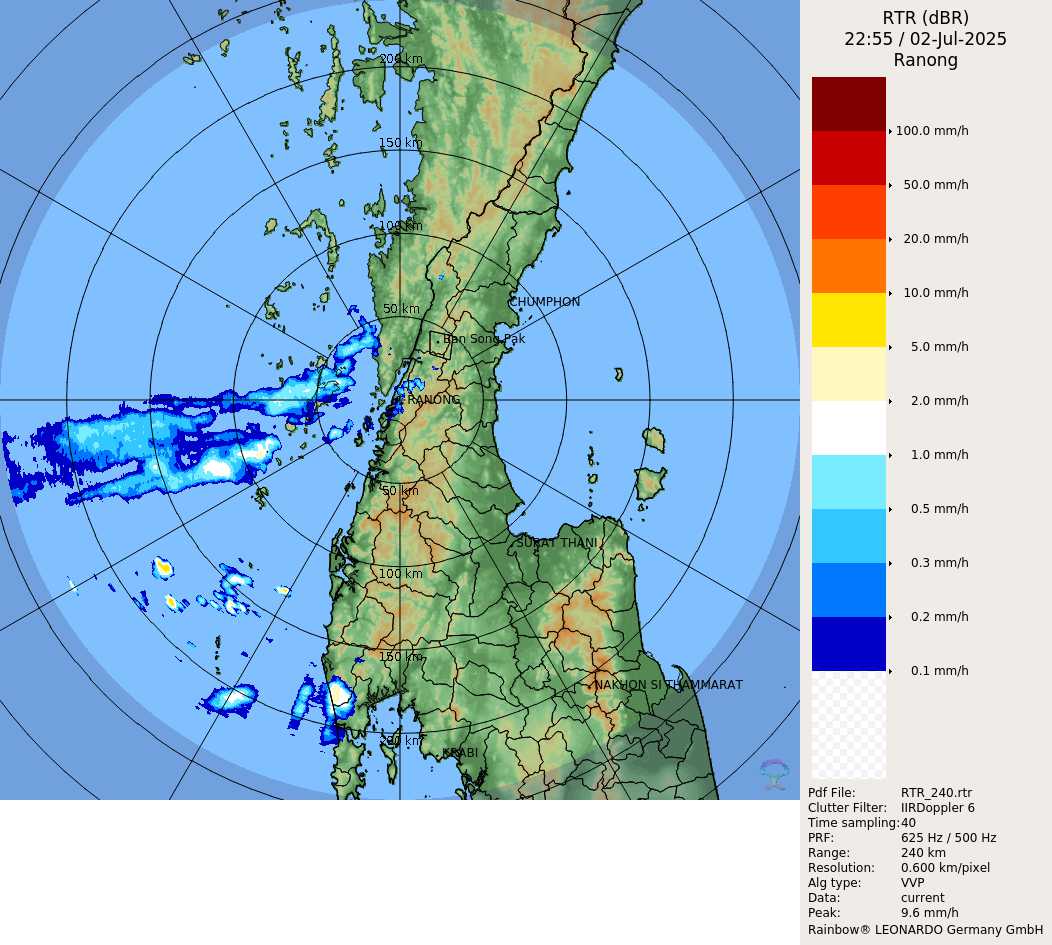 RTR (dBR)
22:55 / 02-Jul-2025
Ranong
200 km
150 km
100 km
50 km
CHUMPHON
Ban Song Pak
RANONG
50 km
SURAT THANI
100 km
150 km
NAKHON SI THAMMARAT
200 km
KRABI
100.0 mm/h
50.0 mm/h
20.0 mm/h
10.0 mm/h
5.0 mm/h
2.0 mm/h
1.0 mm/h
0.5 mm/h
0.3 mm/h
0.2 mm/h
0.1 mm/h
Pdf File: RTR_240.rtr
Clutter Filter: IIRDoppler 6
Time sampling: 40
PRF: 625 Hz / 500 Hz
Range: 240 km
Resolution: 0.600 km/pixel
Alg type: VVP
Data: current
Peak: 9.6 mm/h
Rainbow® LEONARDO Germany GmbH